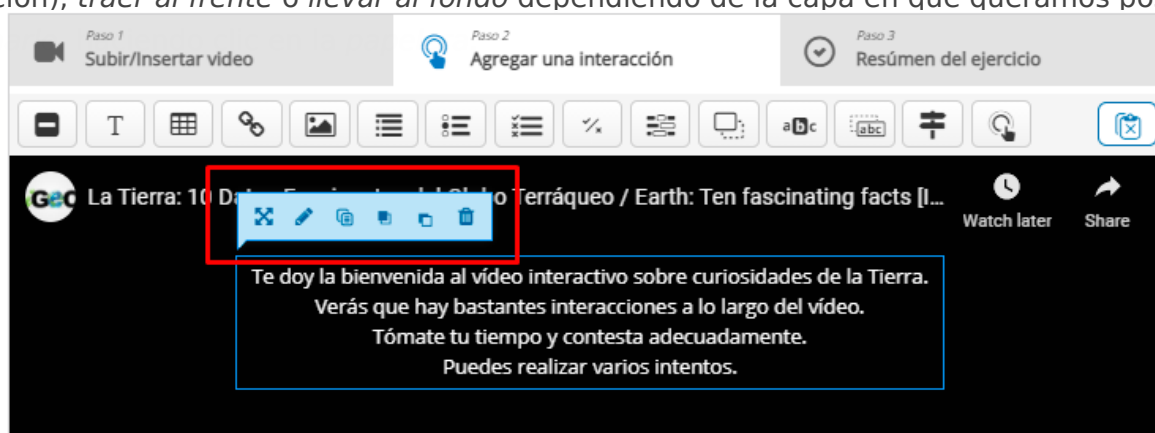 traer al frente o llevar al fondo dependiendo de la capa en que queramos
Paso 1
Subir/Insertar video
Paso 2
Agregar una interacción
Paso 3
Resúmen del ejercicio
T
abc
abc
Geo
La Tierra: 10 Terráqueo / Earth: Ten fascinating facts [I...
Watch later
Share
Te doy la bienvenida al vídeo interactivo sobre curiosidades de la Tierra.
Verás que hay bastantes interacciones a lo largo del vídeo.
Tómate tu tiempo y contesta adecuadamente.
Puedes realizar varios intentos.